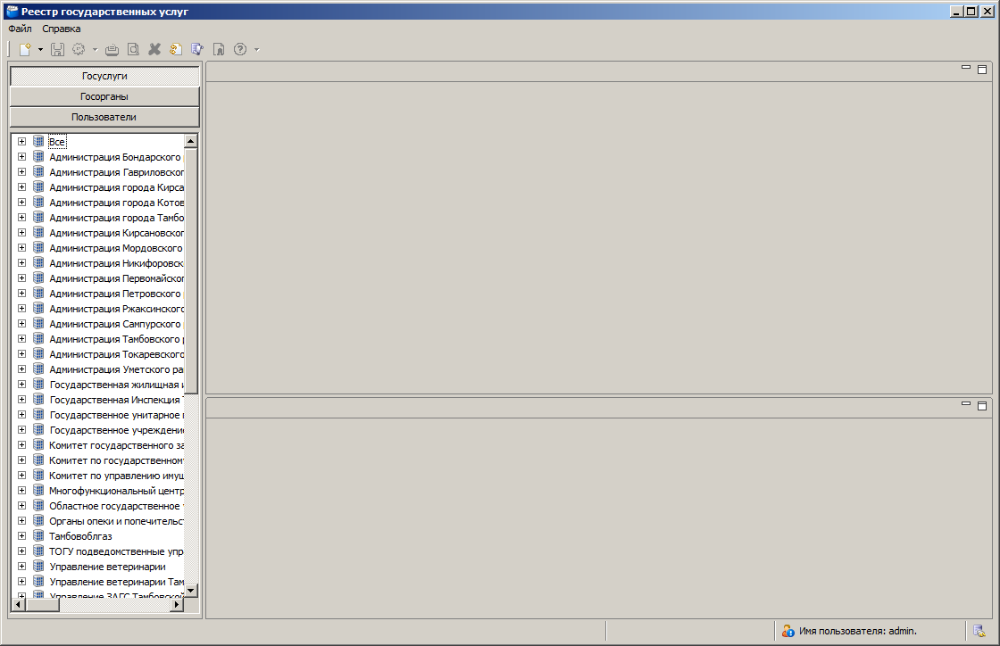 Реестр государственных услуг
Файл Справка
Госуслуги
Госорганы
Пользователи
Все
Администрация Бондарского
Администрация Гавриловског
Администрация города Кирса
Администрация города Котов
Администрация города Тамбо
Администрация Кирсановског
Администрация Мордовского
Администрация Никифоровск
Администрация Первомайског
Администрация Петровского
Администрация Ржаксинского
Администрация Сампурского
Администрация Тамбовского р
Администрация Токаревского
Администрация Уметского ра
Государственная жилищная и
Государственная Инспекция Т
Государственное унитарное
Государственное учреждение
Комитет государственного за
Комитет по государственном
Комитет по управлению имущ
Многофункциональный центр
Областное государственное
Органы опеки и попечительс
Тамбовоблгаз
ТОГУ подведомственные упр
Управление ветеринарии
Управление ветеринарии Там
Управление ЗАГС Тамбовской
Имя пользователя: admin.